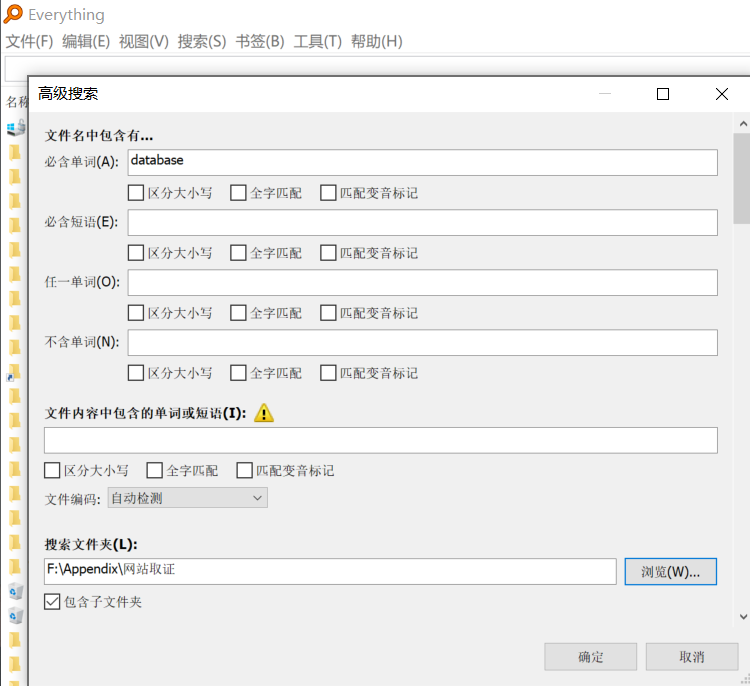 Everything
文件(F) 编辑(E) 视图(V) 搜索(S) 书签(B) 工具(T) 帮助(H)
高级搜索
名称
文件名中包含有...
必含单词(A): database
区分大小写 全字匹配 匹配变音标记
必含短语(E):
区分大小写 全字匹配 匹配变音标记
任一单词(O):
区分大小写 全字匹配 匹配变音标记
不含单词(N):
区分大小写 全字匹配 匹配变音标记
文件内容中包含的单词或短语(I):
区分大小写 全字匹配 匹配变音标记
文件编码: 自动检测
搜索文件夹(L):
F:\Appendix\网站取证 浏览(W)...
包含子文件夹
确定 取消